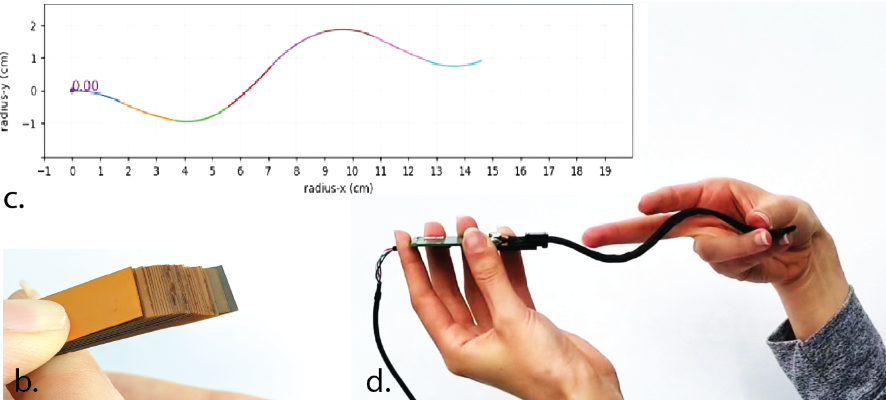 2
1
0
−1
radius-y (cm)
0.00
−1 0 1 2 3 4 5 6 7 8 9 10 11 12 13 14 15 16 17 18 19
radius-x (cm)
c.
b.
d.